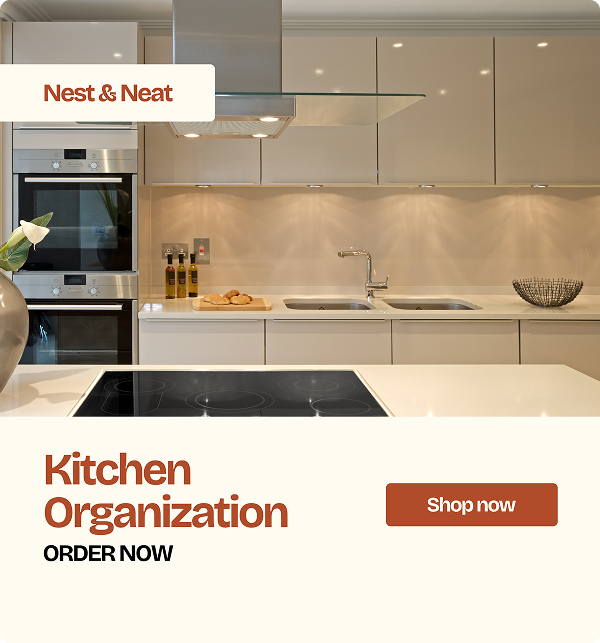 Nest & Neat
Kitchen
Organization
ORDER NOW
Shop now